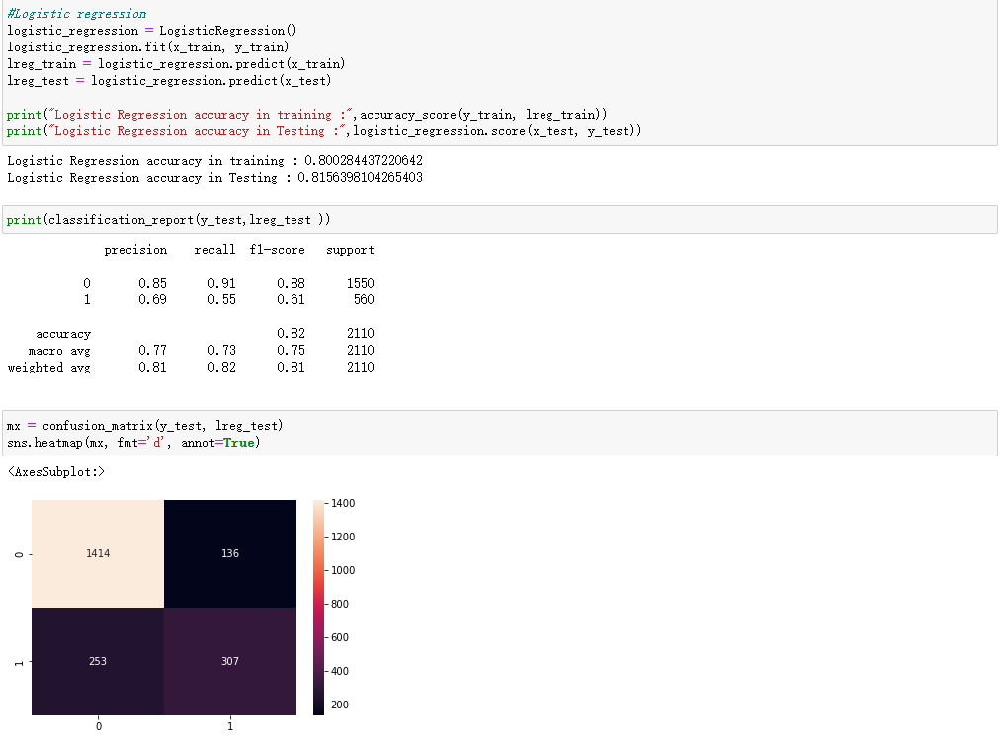 #Logistic regression
logistic_regression = LogisticRegression()
logistic_regression.fit(x_train, y_train)
lreg_train = logistic_regression.predict(x_train)
lreg_test = logistic_regression.predict(x_test)
print("Logistic Regression accuracy in training :",accuracy_score(y_train, lreg_train))
print("Logistic Regression accuracy in Testing :",logistic_regression.score(x_test, y_test))
Logistic Regression accuracy in training : 0.800284437220642
Logistic Regression accuracy in Testing : 0.8156398104265403
print(classification_report(y_test,lreg_test ))
precision recall f1-score support
0 0.85 0.91 0.88 1550
1 0.69 0.55 0.61 560
accuracy 0.82 2110
macro avg 0.77 0.73 0.75 2110
weighted avg 0.81 0.82 0.81 2110
mx = confusion_matrix(y_test, lreg_test)
sns.heatmap(mx, fmt='d', annot=True)
<AxesSubplot:>
1400
1200
0 1414 136
1000
800
600
1 253 307
400
200
0 1